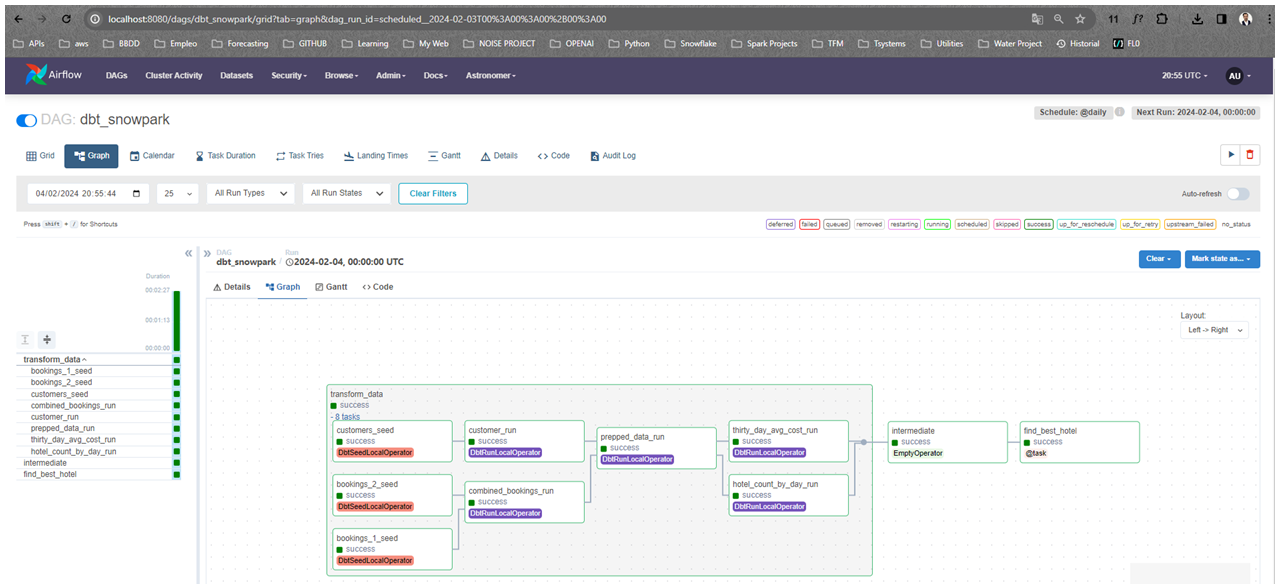 localhost:8080/dags/dbt_snowpark/grid?tab=graph&dag_run_id=scheduled__2024-02-03T00%3A00%3A00%2B00%3A00
11 f?
APIs aws BBDD Empleo Forecasting GITHUB Learning My Web NOISE PROJECT OPENAI Python Snowflake Spark Projects TFM Tsystems Utilities Water Project Historial FL0
Airflow DAGs Cluster Activity Datasets Security Browse Admin Docs Astronomer 20:55 UTC AU
DAG: dbt_snowpark Schedule: @daily Next Run: 2024-02-04, 00:00:00
Grid Graph Calendar Task Duration Task Tries Landing Times Gantt Details <> Code Audit Log
04/02/2024 20:55:44 25 All Run Types All Run States Clear Filters Auto-refresh
Press shift + / for Shortcuts deferred failed queued removed restarting running scheduled skipped success up_for_reschedule up_for_retry upstream_failed no_status
« » DAG Run
dbt_snowpark / 2024-02-04, 00:00:00 UTC Clear Mark state as...
Details Graph Gantt <> Code
Duration
00:02:27
00:01:13
00:00:00
transform_data
bookings_1_seed
bookings_2_seed
customers_seed
combined_bookings_run
customer_run
prepped_data_run
thirty_day_avg_cost_run
hotel_count_by_day_run
intermediate
find_best_hotel
Layout:
Left -> Right
transform_data
success
- 8 tasks
customers_seed
success
DbtSeedLocalOperator
bookings_2_seed
success
DbtSeedLocalOperator
bookings_1_seed
success
DbtSeedLocalOperator
customer_run
success
DbtRunLocalOperator
combined_bookings_run
success
DbtRunLocalOperator
prepped_data_run
success
DbtRunLocalOperator
thirty_day_avg_cost_run
success
DbtRunLocalOperator
hotel_count_by_day_run
success
DbtRunLocalOperator
intermediate
success
EmptyOperator
find_best_hotel
success
@task